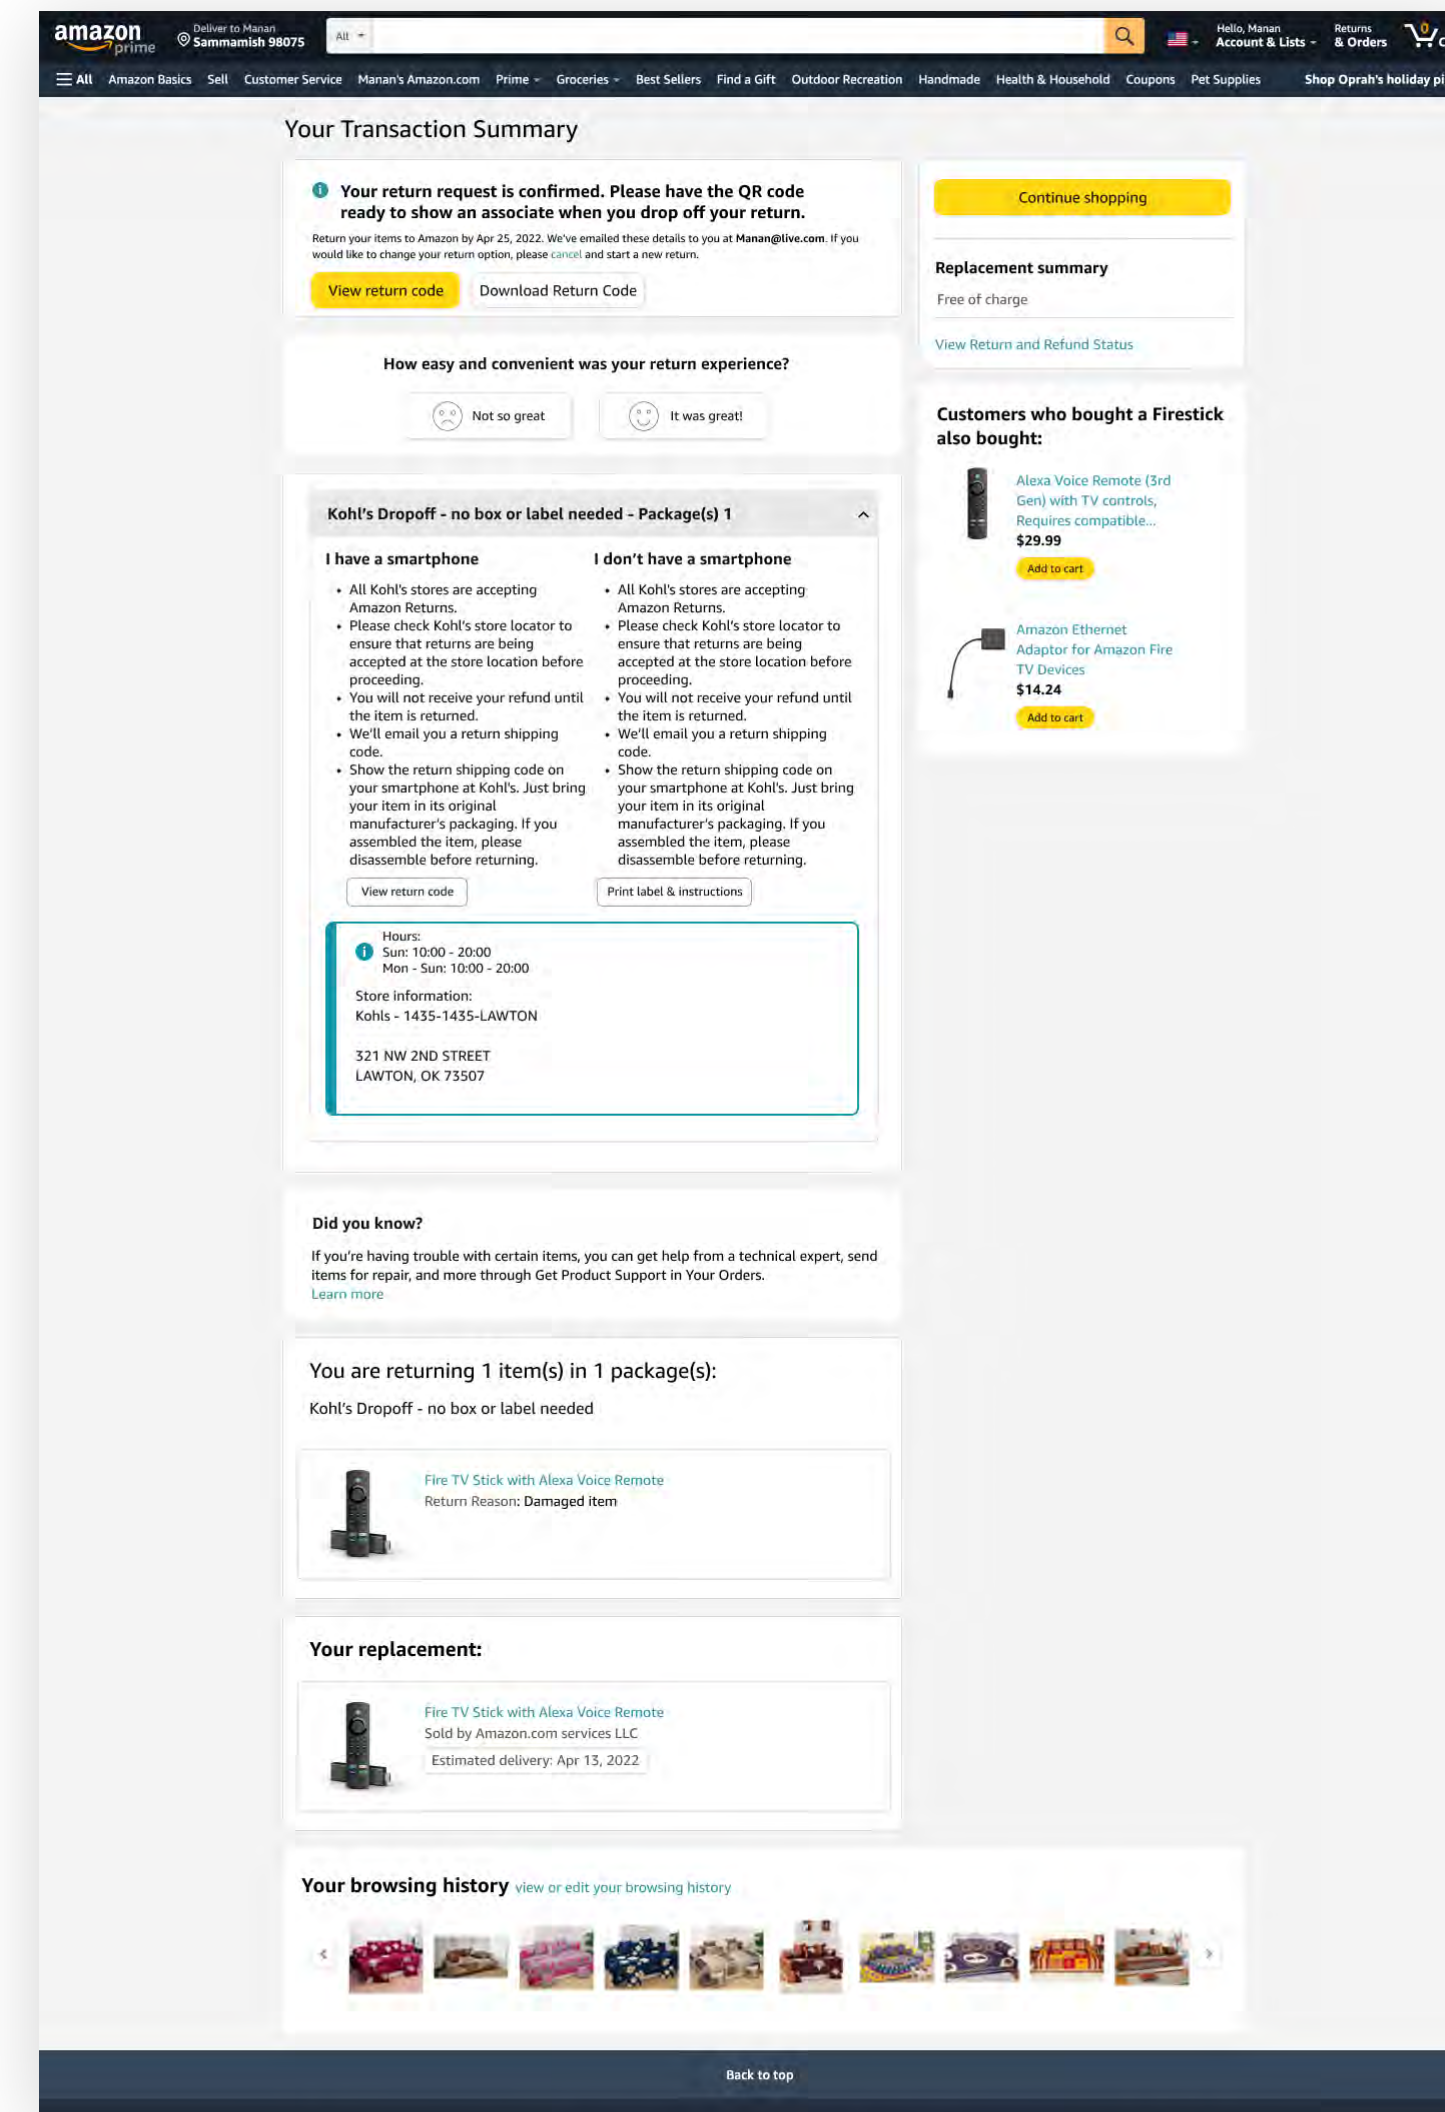 amazon
prime
Deliver to Manan
Sammamish 98075
All
Hello, Manan
Account & Lists
Returns
& Orders
0
All Amazon Basics Sell Customer Service Manan's Amazon.com Prime Groceries Best Sellers Find a Gift Outdoor Recreation Handmade Health & Household Coupons Pet Supplies Shop Oprah's holiday pi
Your Transaction Summary
Your return request is confirmed. Please have the QR code
ready to show an associate when you drop off your return.
Return your items to Amazon by Apr 25, 2022. We've emailed these details to you at Manan@live.com. If you
would like to change your return option, please cancel and start a new return.
View return code Download Return Code
How easy and convenient was your return experience?
Not so great It was great!
Kohl's Dropoff - no box or label needed - Package(s) 1
I have a smartphone
• All Kohl's stores are accepting
Amazon Returns.
• Please check Kohl's store locator to
ensure that returns are being
accepted at the store location before
proceeding.
• You will not receive your refund until
the item is returned.
• We'll email you a return shipping
code.
• Show the return shipping code on
your smartphone at Kohl's. Just bring
your item in its original
manufacturer's packaging. If you
assembled the item, please
disassemble before returning.
View return code
I don't have a smartphone
• All Kohl's stores are accepting
Amazon Returns.
• Please check Kohl's store locator to
ensure that returns are being
accepted at the store location before
proceeding.
• You will not receive your refund until
the item is returned.
• We'll email you a return shipping
code.
• Show the return shipping code on
your smartphone at Kohl's. Just bring
your item in its original
manufacturer's packaging. If you
assembled the item, please
disassemble before returning.
Print label & instructions
Hours:
Sun: 10:00 - 20:00
Mon - Sun: 10:00 - 20:00
Store information:
Kohls - 1435-1435-LAWTON
321 NW 2ND STREET
LAWTON, OK 73507
Did you know?
If you're having trouble with certain items, you can get help from a technical expert, send
items for repair, and more through Get Product Support in Your Orders.
Learn more
You are returning 1 item(s) in 1 package(s):
Kohl's Dropoff - no box or label needed
Fire TV Stick with Alexa Voice Remote
Return Reason: Damaged item
Your replacement:
Fire TV Stick with Alexa Voice Remote
Sold by Amazon.com services LLC
Estimated delivery: Apr 13, 2022
Continue shopping
Replacement summary
Free of charge
View Return and Refund Status
Customers who bought a Firestick
also bought:
Alexa Voice Remote (3rd
Gen) with TV controls,
Requires compatible...
$29.99
Add to cart
Amazon Ethernet
Adaptor for Amazon Fire
TV Devices
$14.24
Add to cart
Your browsing history view or edit your browsing history
Back to top